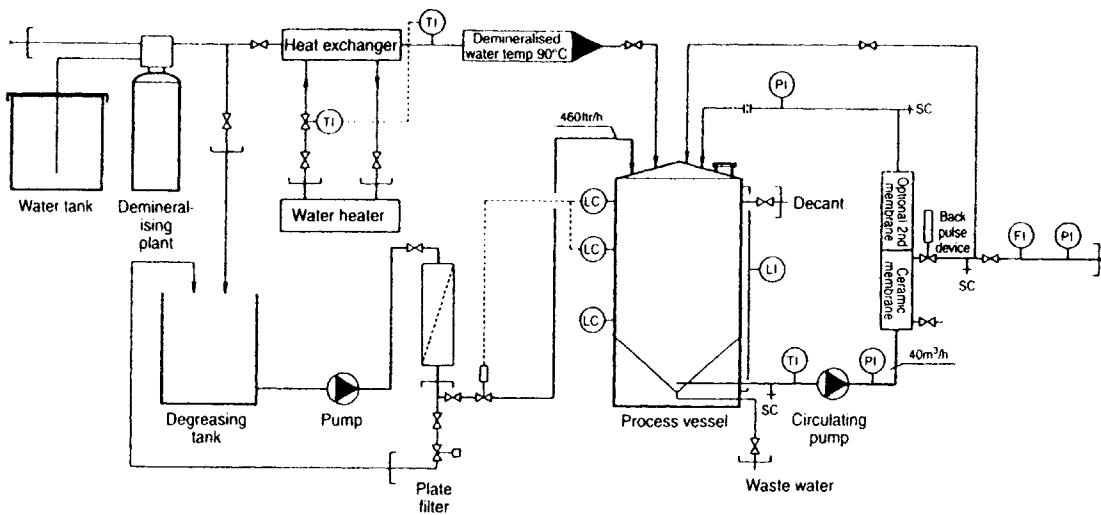 TI
Heat exchanger
Demineralised
water temp 90°C
PI
SC
TI
460ltr/h
Water tank
Demineral-
ising
plant
Water heater
LC
Decant
Optional 2nd
membrane
Back
pulse
device
FI
PI
LC
LI
SC
Ceramic
membrane
LC
TI
PI
40m³/h
SC
Degreasing
tank
Pump
Process vessel
Circulating
pump
Plate
filter
Waste water